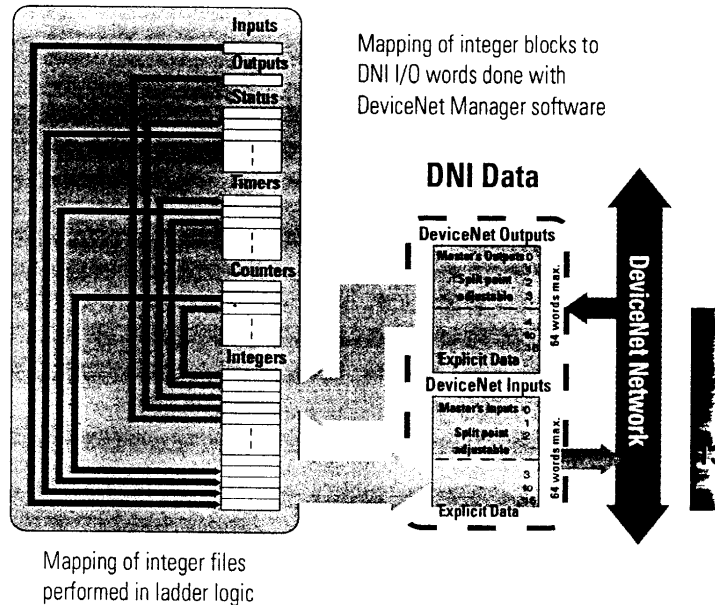 Inputs
Outputs
Status
Timers
Counters
Integers
Mapping of integer files
performed in ladder logic
Mapping of integer blocks to
DNI I/O words done with
DeviceNet Manager software
DNI Data
DeviceNet Outputs
Master's Outputs 0
1
Split point 2
adjustable 3
4
to
Explicit Data
64 words max.
DeviceNet Inputs
Master's Inputs 0
1
Split point 2
adjustable
3
to
Explicit Data
64 words max.
DeviceNet Network